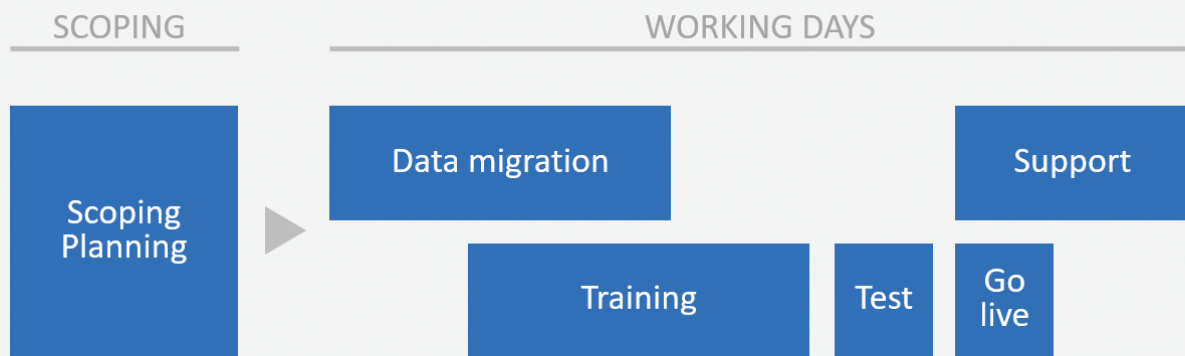 SCOPING
WORKING DAYS
Scoping
Planning
Data migration
Support
Training
Test
Go
live